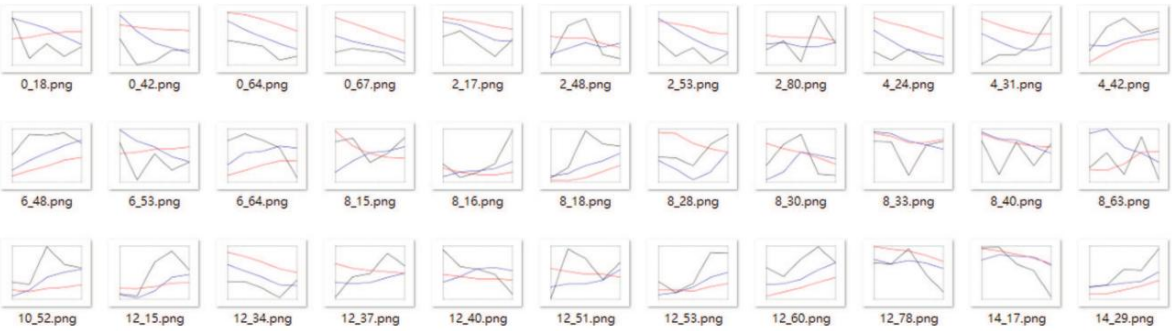 0_18.png 0_42.png 0_64.png 0_67.png 2_17.png 2_48.png 2_53.png 2_80.png 4_24.png 4_31.png 4_42.png
6_48.png 6_53.png 6_64.png 8_15.png 8_16.png 8_18.png 8_28.png 8_30.png 8_33.png 8_40.png 8_63.png
10_52.png 12_15.png 12_34.png 12_37.png 12_40.png 12_51.png 12_53.png 12_60.png 12_78.png 14_17.png 14_29.png